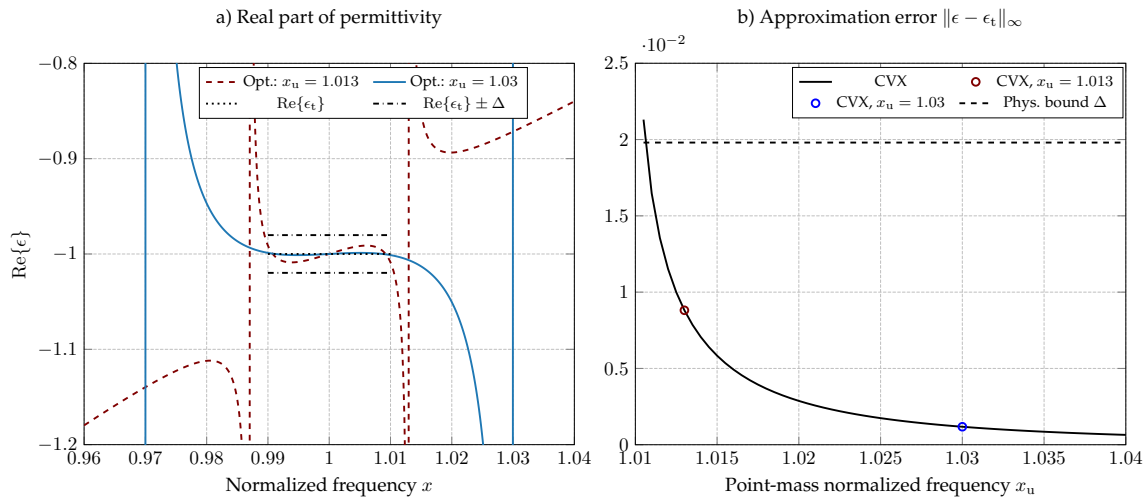 a) Real part of permittivity
−0.8
−0.9
−1
−1.1
−1.2
Re{ϵ}
Opt.: xu = 1.013
Opt.: xu = 1.03
Re{ϵt}
Re{ϵt} ± Δ
0.96 0.97 0.98 0.99 1 1.01 1.02 1.03 1.04
Normalized frequency x
b) Approximation error ∥ϵ − ϵt∥∞
·10−2
2.5
2
1.5
1
0.5
0
CVX
CVX, xu = 1.013
CVX, xu = 1.03
Phys. bound Δ
1.01 1.015 1.02 1.025 1.03 1.035 1.04
Point-mass normalized frequency xu